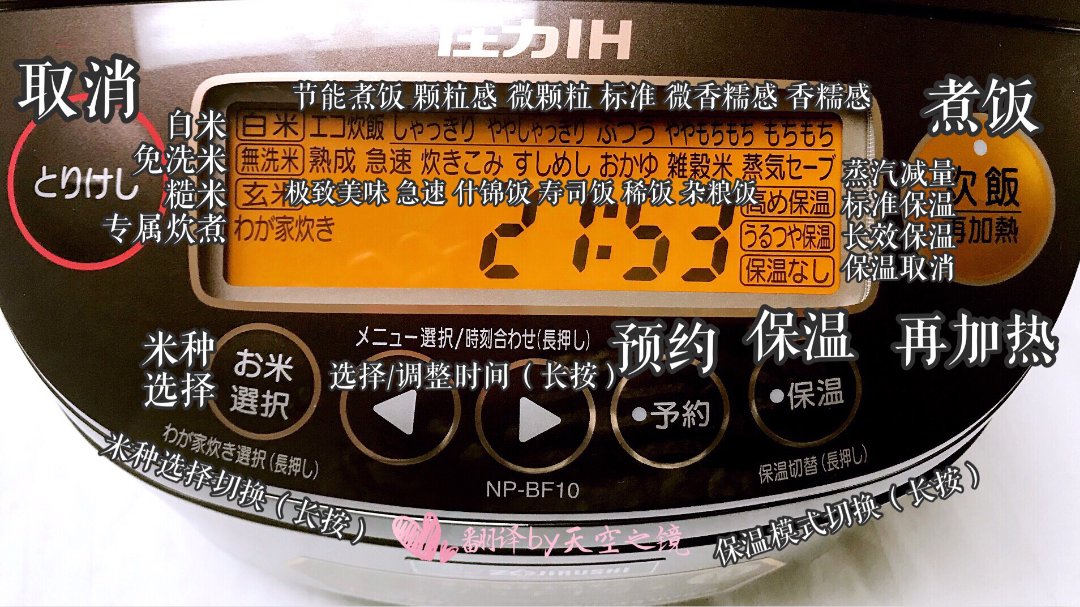 圧力IH
取消
节能煮饭 颗粒感 微颗粒 标准 微香糯感 香糯感
煮饭
白米
白米 エコ炊飯 しゃっきり ややしゃっきり ふつう ややもちもち もちもち
免洗米
無洗米 熟成 急速 炊きこみ すしめし おかゆ 雑穀米 蒸気セーブ
蒸汽减量
とりけし
糙米
玄米
极致美味 急速 什锦饭 寿司饭 稀饭 杂粮饭
高め保温
标准保温
炊飯
再加熱
专属炊煮
わが家炊き
21:53
うるつや保温
长效保温
保温なし
保温取消
メニュー選択/時刻合わせ(長押し)
预约
保温
再加热
米种
选择
お米
選択
选择/调整时间（长按）
予約
保温
わが家炊き選択(長押し)
米种选择切换（长按）
保温切替(長押し)
保温模式切换（长按）
NP-BF10
翻译by天空之镜
ZOJIRUSHI